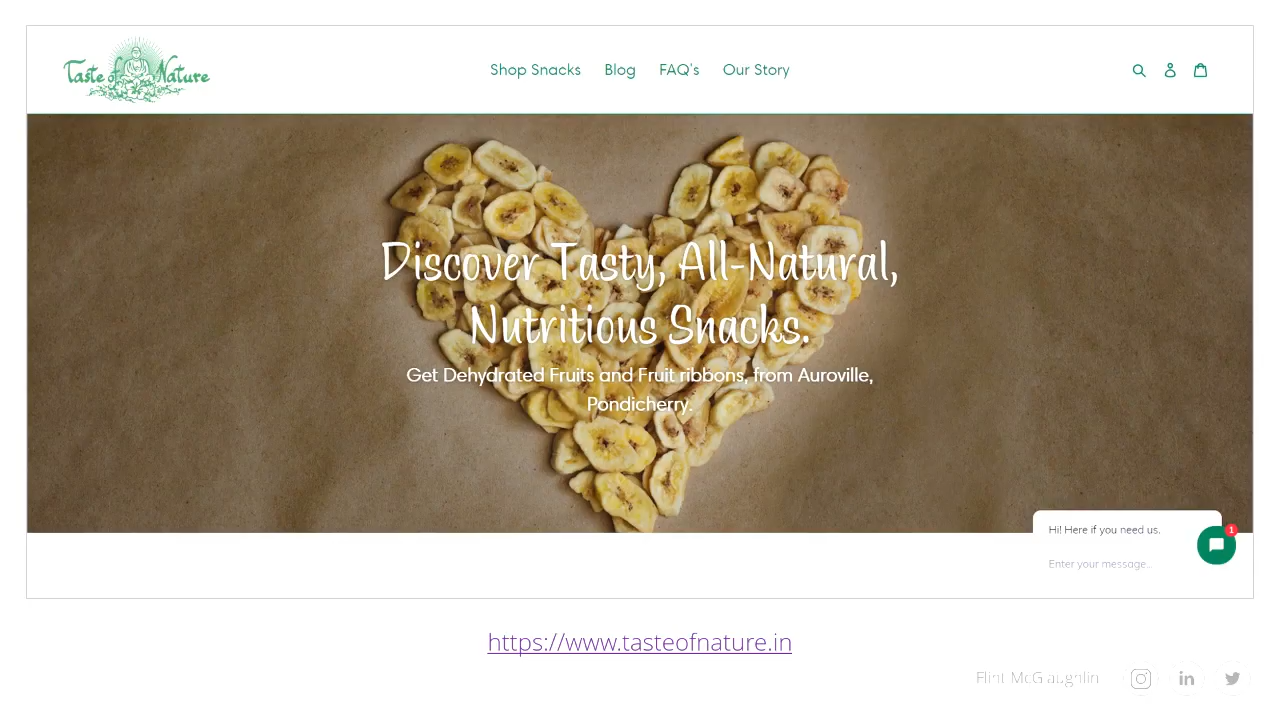 Taste of Nature
Shop Snacks Blog FAQ's Our Story
Discover Tasty, All-Natural,
Nutritious Snacks.
Get Dehydrated Fruits and Fruit ribbons, from Auroville,
Pondicherry.
Hi! Here if you need us.
1
Enter your message...
https://www.tasteofnature.in
Flint McGlaughlin